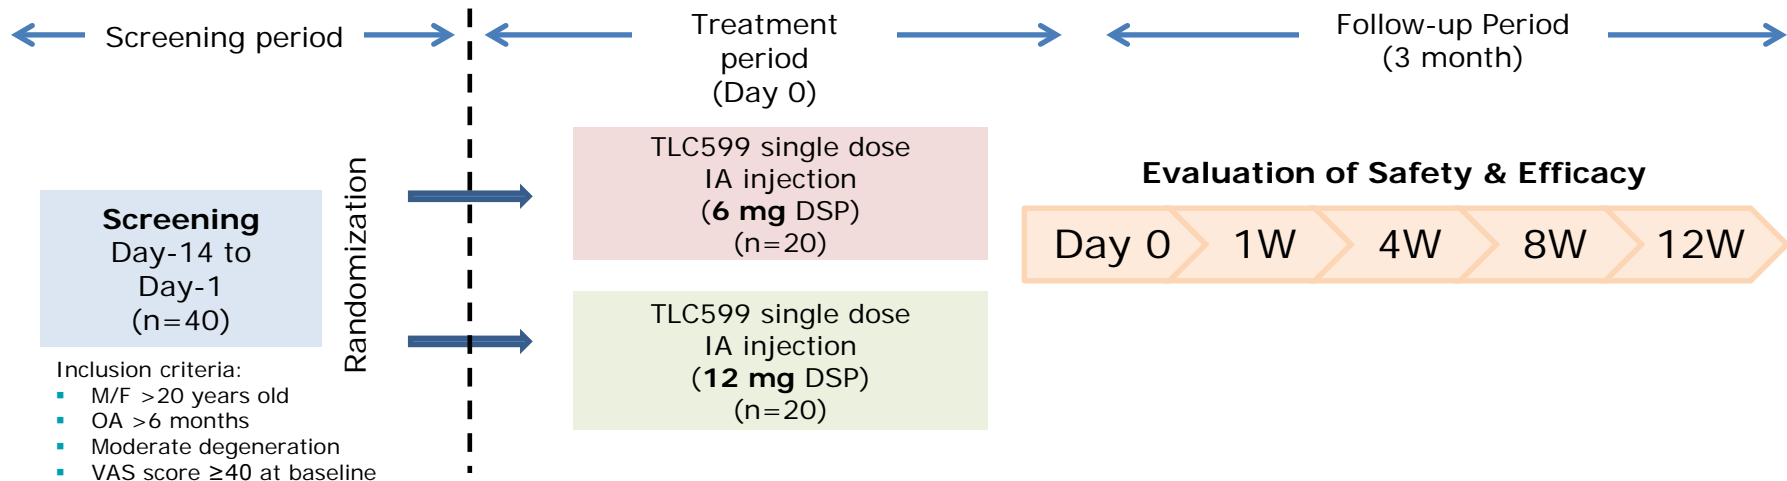 Screening period
Treatment
period
(Day 0)
Follow-up Period
(3 month)
Screening
Day-14 to
Day-1
(n=40)
Inclusion criteria:
▪ M/F >20 years old
▪ OA >6 months
▪ Moderate degeneration
▪ VAS score ≥40 at baseline
Randomization
TLC599 single dose
IA injection
(6 mg DSP)
(n=20)
TLC599 single dose
IA injection
(12 mg DSP)
(n=20)
Evaluation of Safety & Efficacy
Day 0 1W 4W 8W 12W